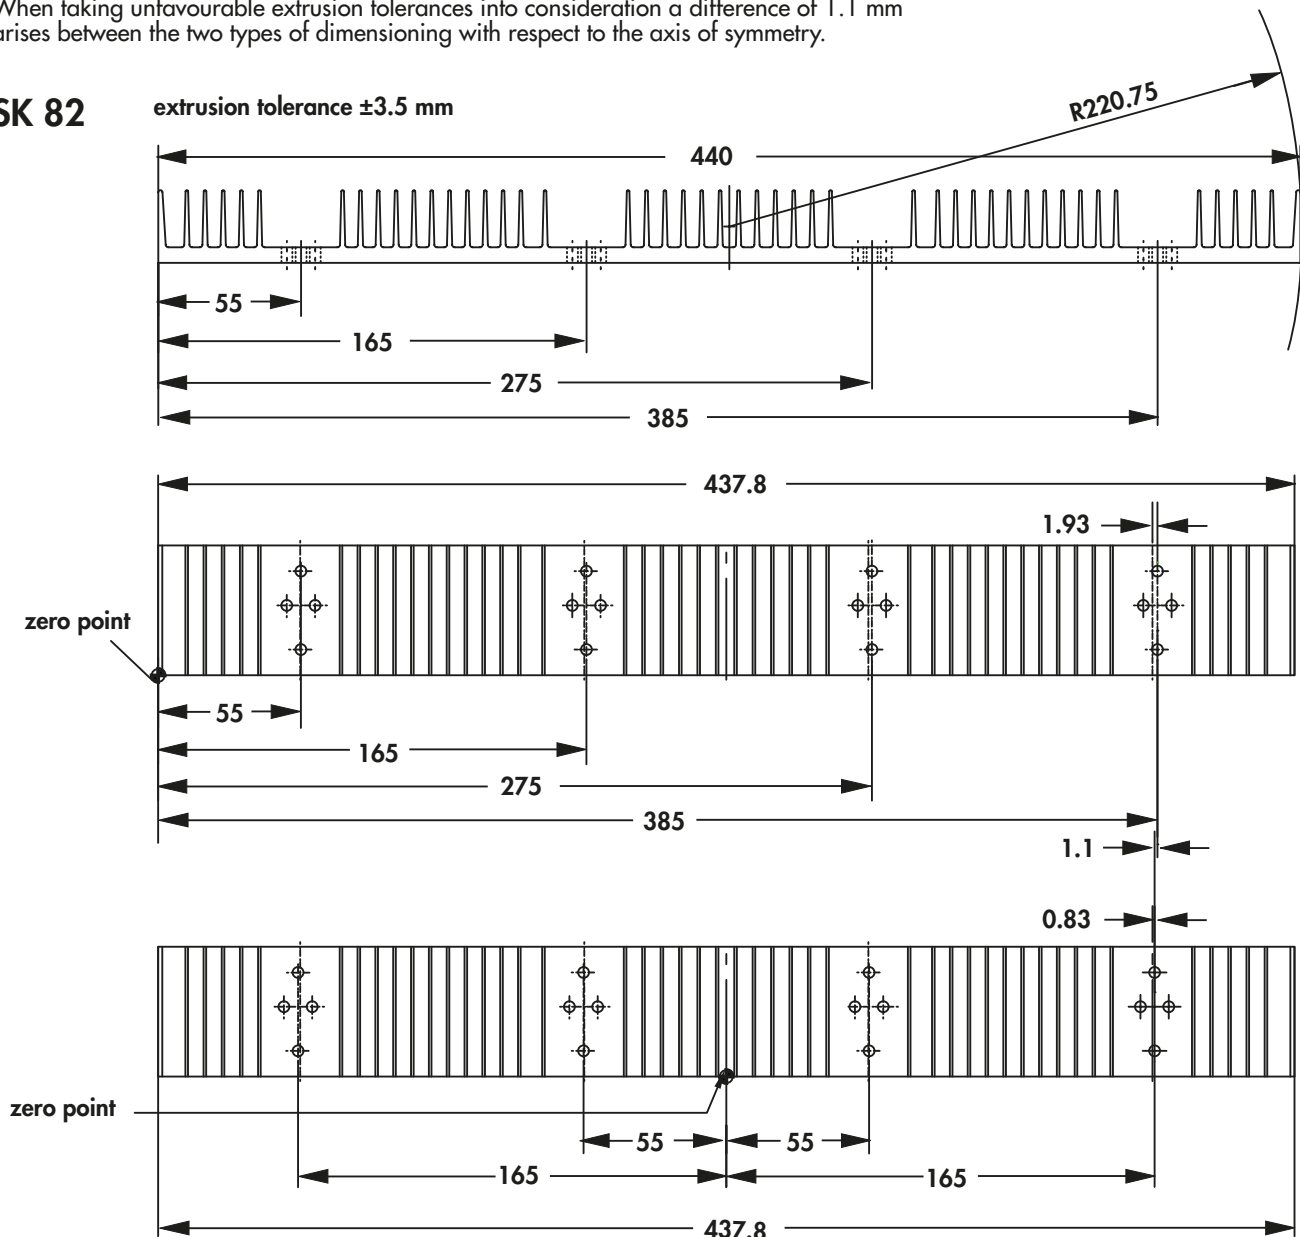 When taking unfavourable extrusion tolerances into consideration a difference of 1.1 mm
arises between the two types of dimensioning with respect to the axis of symmetry.
SK 82 extrusion tolerance ±3.5 mm
R220.75
440
55
165
275
385
437.8
1.93
zero point
55
165
275
385
1.1
0.83
zero point
55 55
165 165
437.8